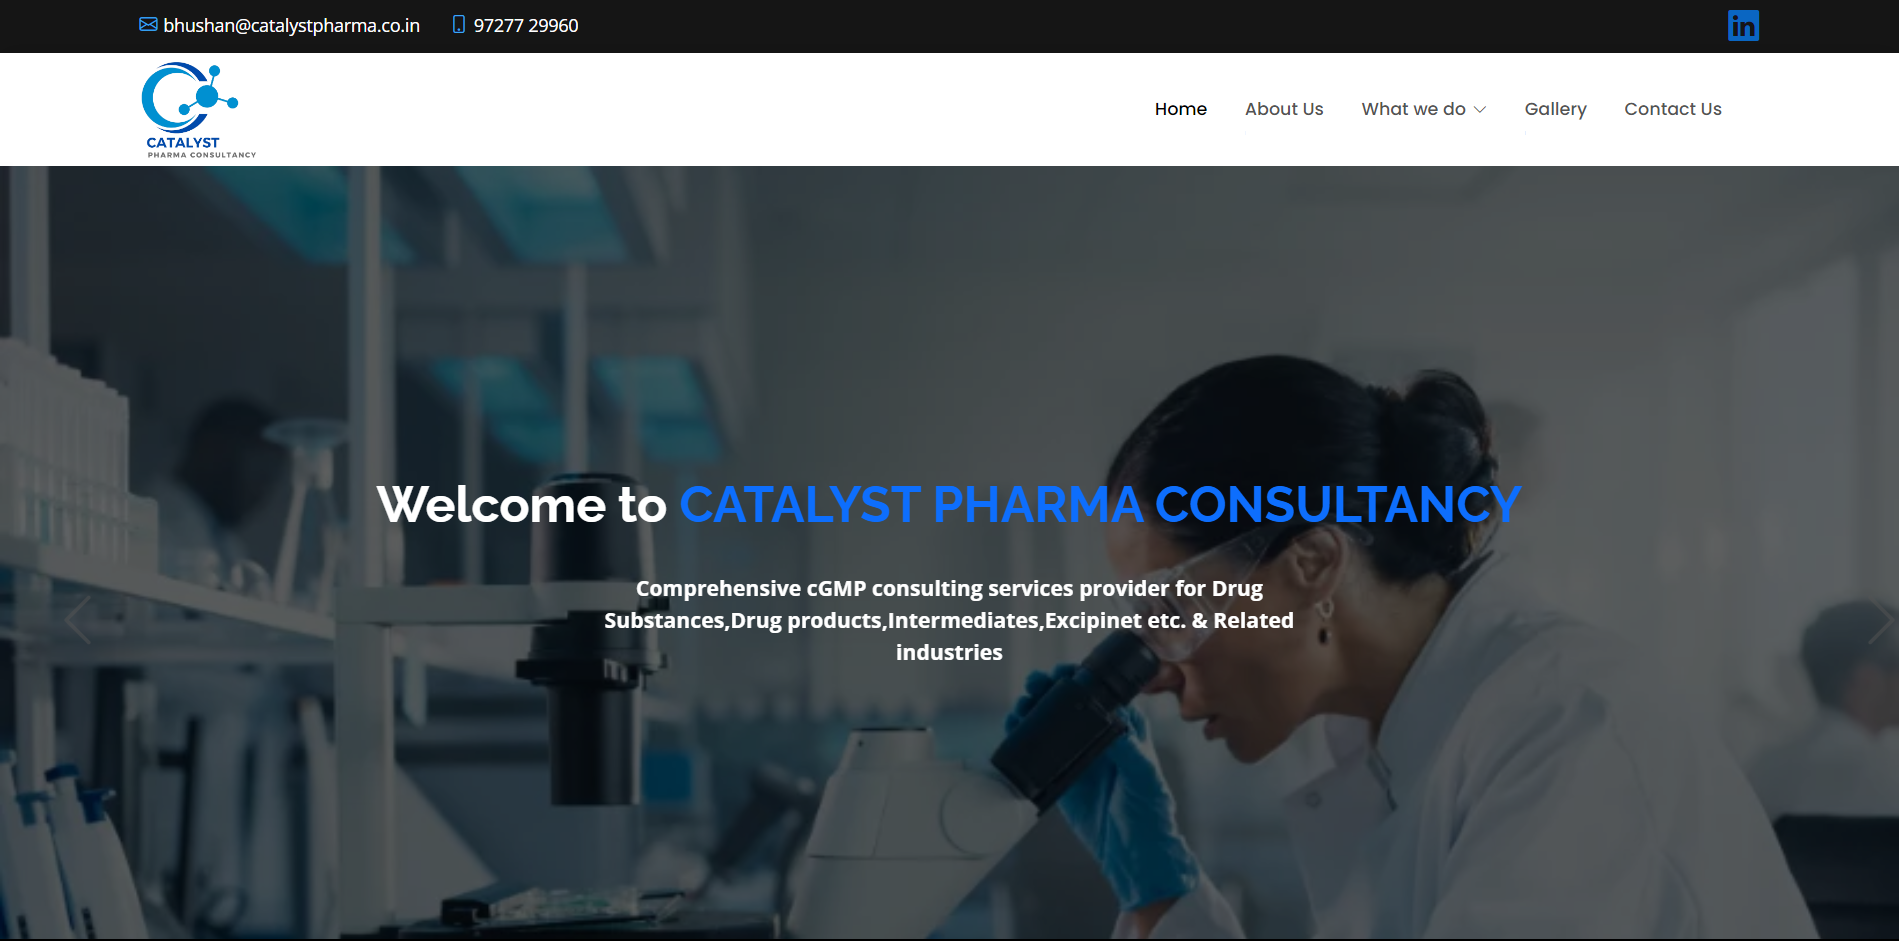 bhushan@catalystpharma.co.in 97277 29960 in
CATALYST
PHARMA CONSULTANCY
Home About Us What we do Gallery Contact Us
Welcome to CATALYST PHARMA CONSULTANCY
Comprehensive cGMP consulting services provider for Drug
Substances,Drug products,Intermediates,Excipinet etc. & Related
industries